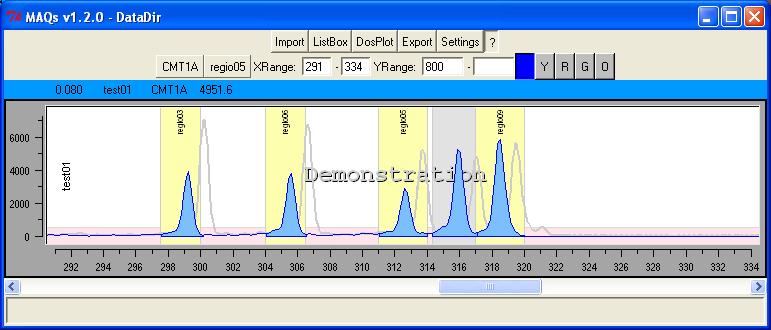 MAQs v1.2.0 - DataDir
Import ListBox DosPlot Export Settings ?
CMT1A regio05 XRange: 291 - 334 YRange: 800 - Y R G O
0.080 test01 CMT1A 4951.6
regio03 regio06 regio05 regio09
6000
4000
2000
0
test01
Demonstration
292 294 296 298 300 302 304 306 308 310 312 314 316 318 320 322 324 326 328 330 332 334